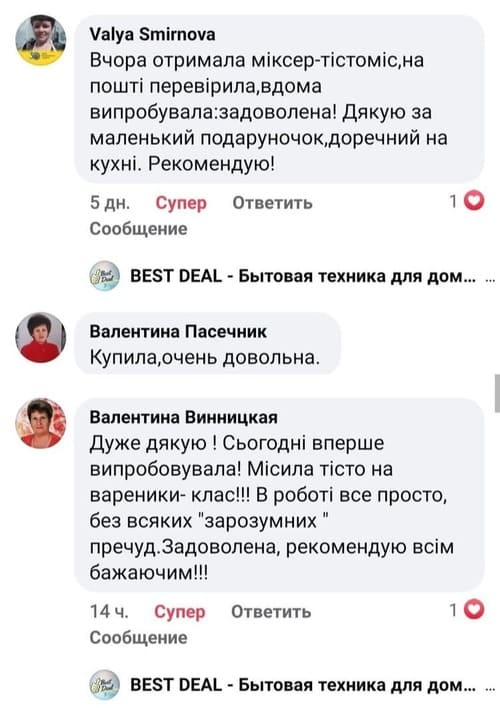 Valya Smirnova
Вчора отримала міксер-тістоміс,на
пошті перевірила,вдома
випробувала:задоволена! Дякую за
маленький подаруночок,доречний на
кухні. Рекомендую!
5 дн. Супер Ответить 1
Сообщение
BEST DEAL - Бытовая техника для дом... ...
Валентина Пасечник
Купила,очень довольна.
Валентина Винницкая
Дуже дякую ! Сьогодні вперше
випробовувала! Місила тісто на
вареники- клас!!! В роботі все просто,
без всяких "зарозумних "
пречуд.Задоволена, рекомендую всім
бажаючим!!!
14 ч. Супер Ответить 1
Сообщение
BEST DEAL - Бытовая техника для дом... ...